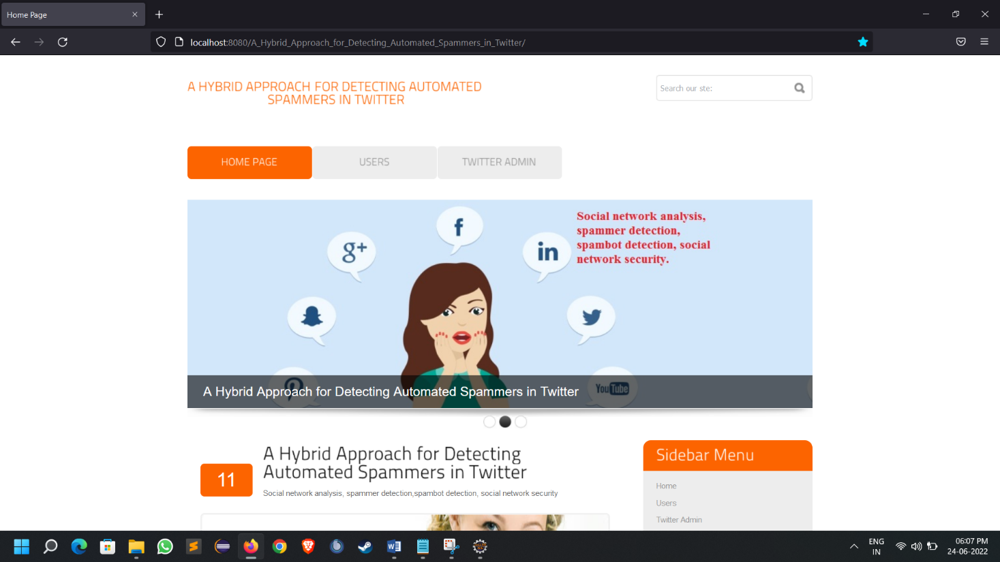 Home Page
localhost:8080/A_Hybrid_Approach_for_Detecting_Automated_Spammers_in_Twitter/
A HYBRID APPROACH FOR DETECTING AUTOMATED
SPAMMERS IN TWITTER
Search our ste:
HOME PAGE
USERS
TWITTER ADMIN
Social network analysis,
spammer detection,
spambot detection, social
network security.
f
g+
in
YouTube
A Hybrid Approach for Detecting Automated Spammers in Twitter
11
A Hybrid Approach for Detecting
Automated Spammers in Twitter
Social network analysis, spammer detection,spambot detection, social network security
Sidebar Menu
Home
Users
Twitter Admin
ENG
IN
06:07 PM
24-06-2022